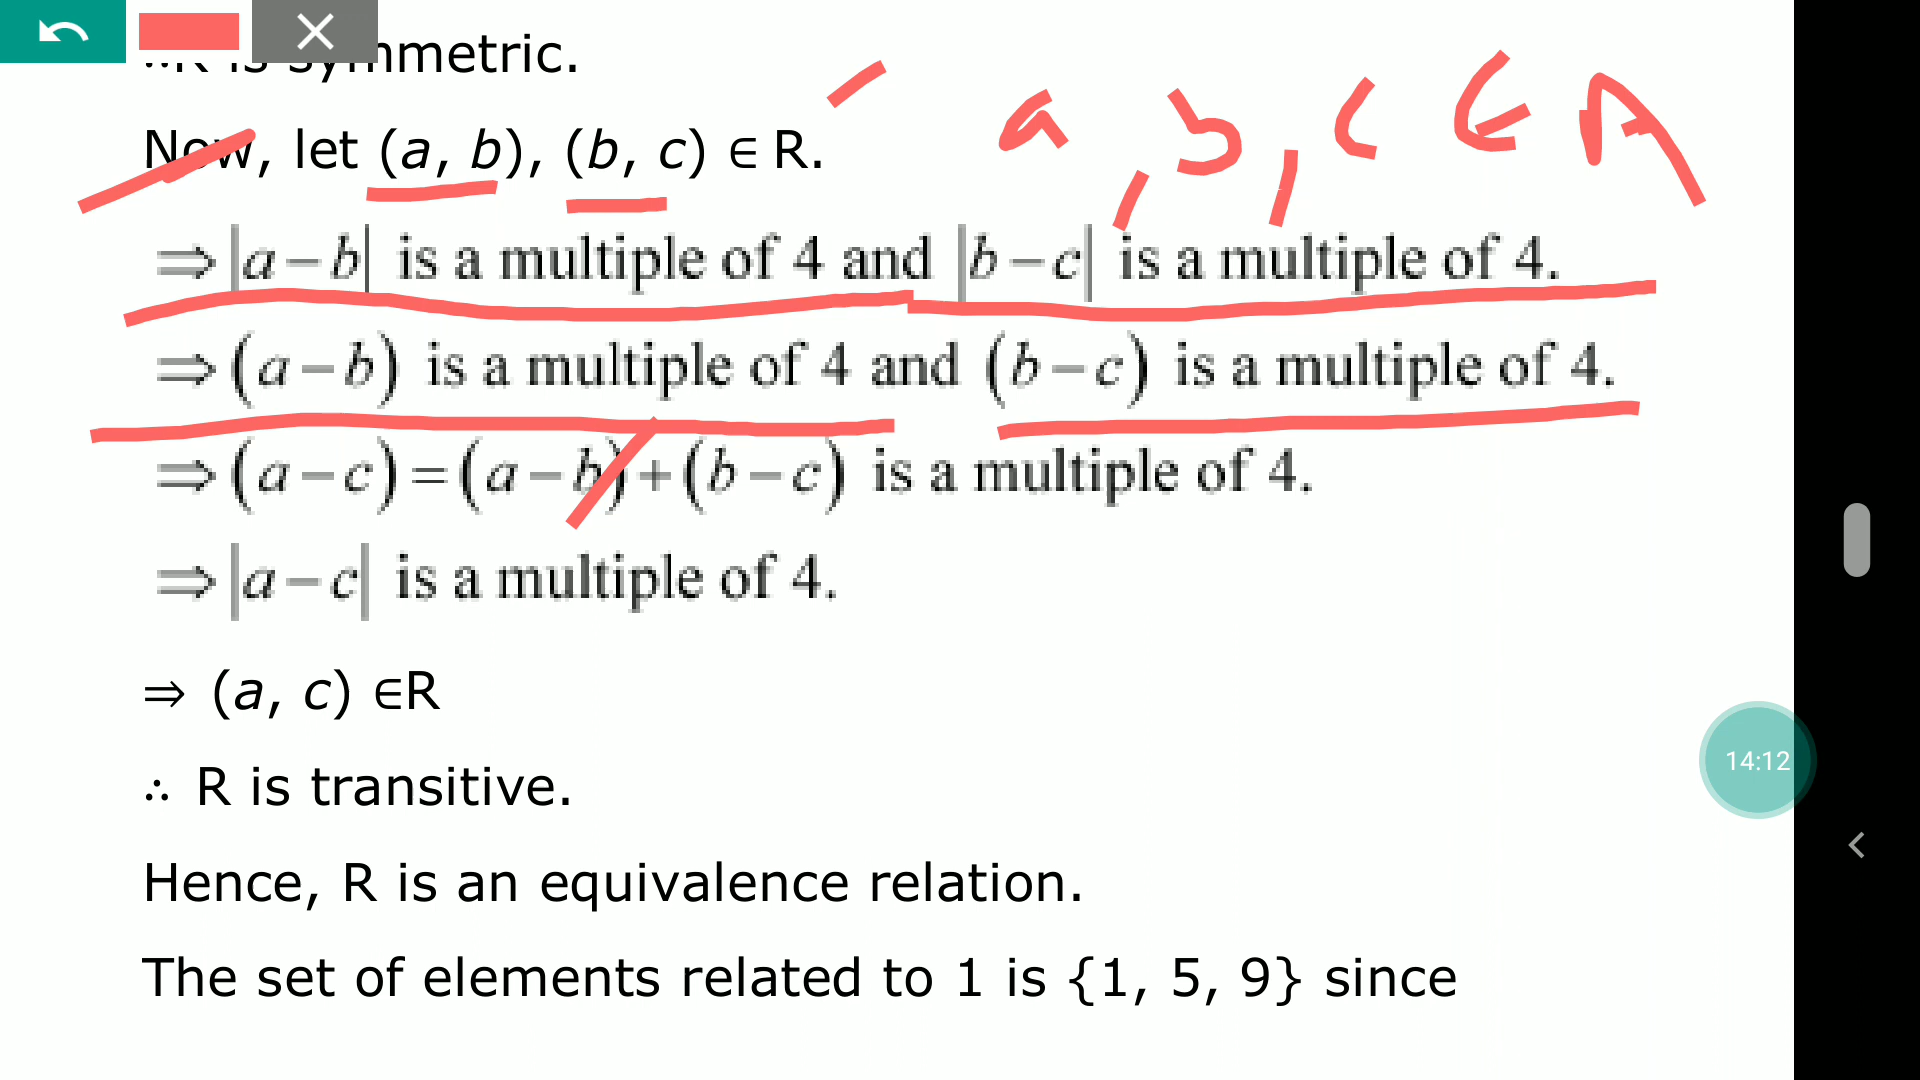 ∴R is symmetric.
Now, let (a, b), (b, c) ∈ R.
a, b, c ∈ A
⇒|a−b| is a multiple of 4 and |b−c| is a multiple of 4.
⇒(a−b) is a multiple of 4 and (b−c) is a multiple of 4.
⇒(a−c)=(a−b)+(b−c) is a multiple of 4.
⇒|a−c| is a multiple of 4.
⇒ (a, c) ∈R
∴ R is transitive.
Hence, R is an equivalence relation.
The set of elements related to 1 is {1, 5, 9} since
14:12